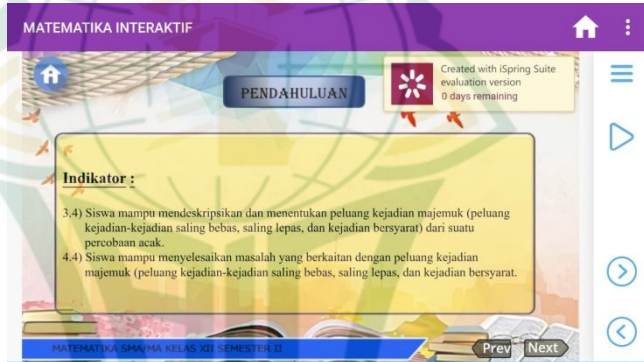 MATEMATIKA INTERAKTIF
Created with iSpring Suite
evaluation version
0 days remaining
PENDAHULUAN
Indikator :
3.4) Siswa mampu mendeskripsikan dan menentukan peluang kejadian majemuk (peluang
kejadian-kejadian saling bebas, saling lepas, dan kejadian bersyarat) dari suatu
percobaan acak.
4.4) Siswa mampu menyelesaikan masalah yang berkaitan dengan peluang kejadian
majemuk (peluang kejadian-kejadian saling bebas, saling lepas, dan kejadian bersyarat.
MATEMATIKA SMA/MA KELAS XII SEMESTER II
Prev Next